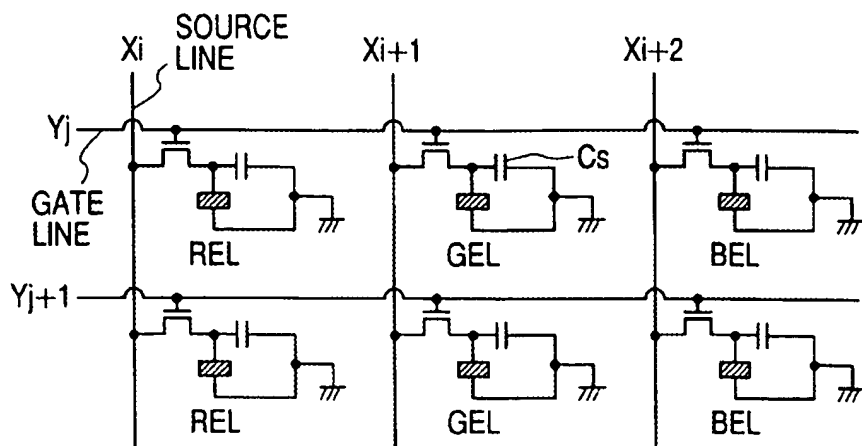 SOURCE
LINE
Xi
Xi+1
Xi+2
Yj
Cs
GATE
LINE
REL
GEL
BEL
Yj+1
REL
GEL
BEL